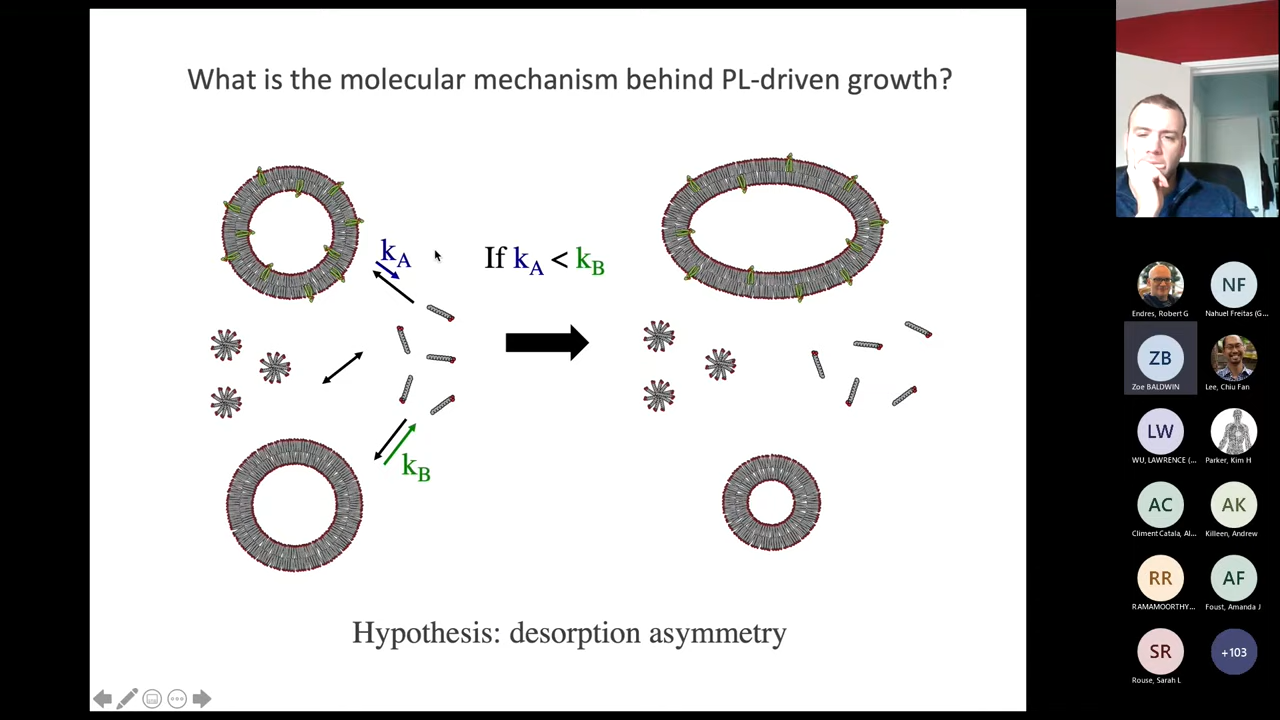 What is the molecular mechanism behind PL-driven growth?
kA
If kA < kB
kB
Hypothesis: desorption asymmetry
Endres, Robert G
NF
Nahuel Freitas (G...
ZB
Zoe BALDWIN
Lee, Chiu Fan
LW
WU, LAWRENCE (...
Parker, Kim H
AC
Climent Catala, Al...
AK
Killeen, Andrew
RR
RAMAMOORTHY...
AF
Foust, Amanda J
SR
Rouse, Sarah L
+103